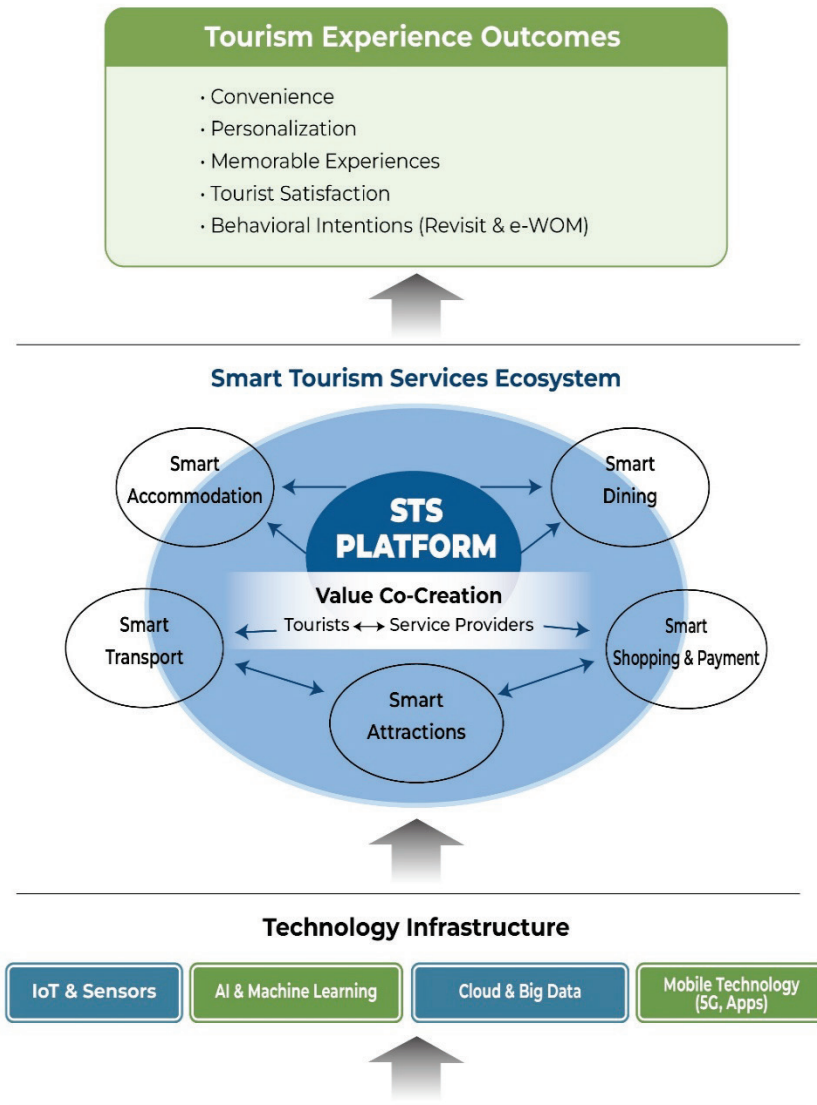 Tourism Experience Outcomes
· Convenience
· Personalization
· Memorable Experiences
· Tourist Satisfaction
· Behavioral Intentions (Revisit & e-WOM)
Smart Tourism Services Ecosystem
Smart
Accommodation
Smart
Dining
STS
PLATFORM
Value Co-Creation
Tourists ↔ Service Providers
Smart
Transport
Smart
Shopping & Payment
Smart
Attractions
Technology Infrastructure
IoT & Sensors
AI & Machine Learning
Cloud & Big Data
Mobile Technology
(5G, Apps)